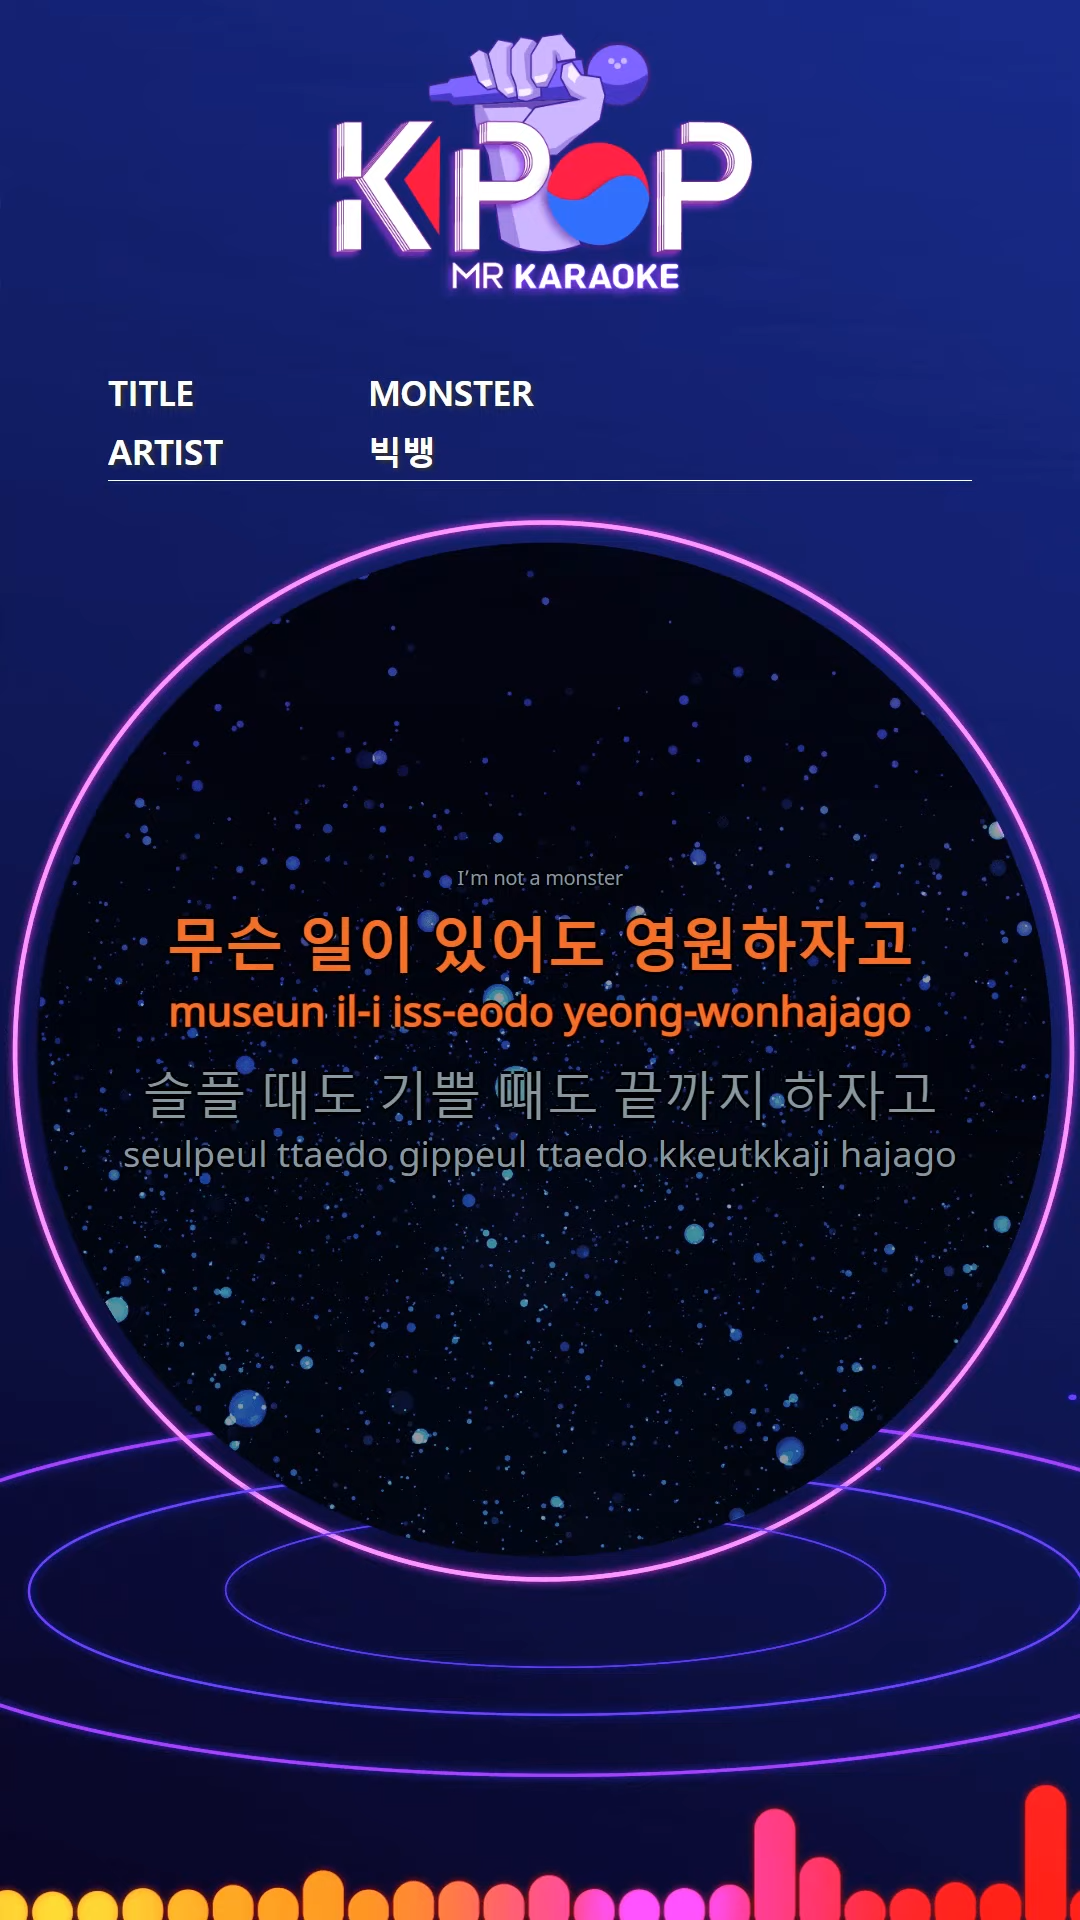 KPOP
MR KARAOKE
TITLE MONSTER
ARTIST 빅뱅
I'm not a monster
무슨 일이 있어도 영원하자고
museun il-i iss-eodo yeong-wonhajago
슬플 때도 기쁠 때도 끝까지 하자고
seulpeul ttaedo gippeul ttaedo kkeutkkaji hajago